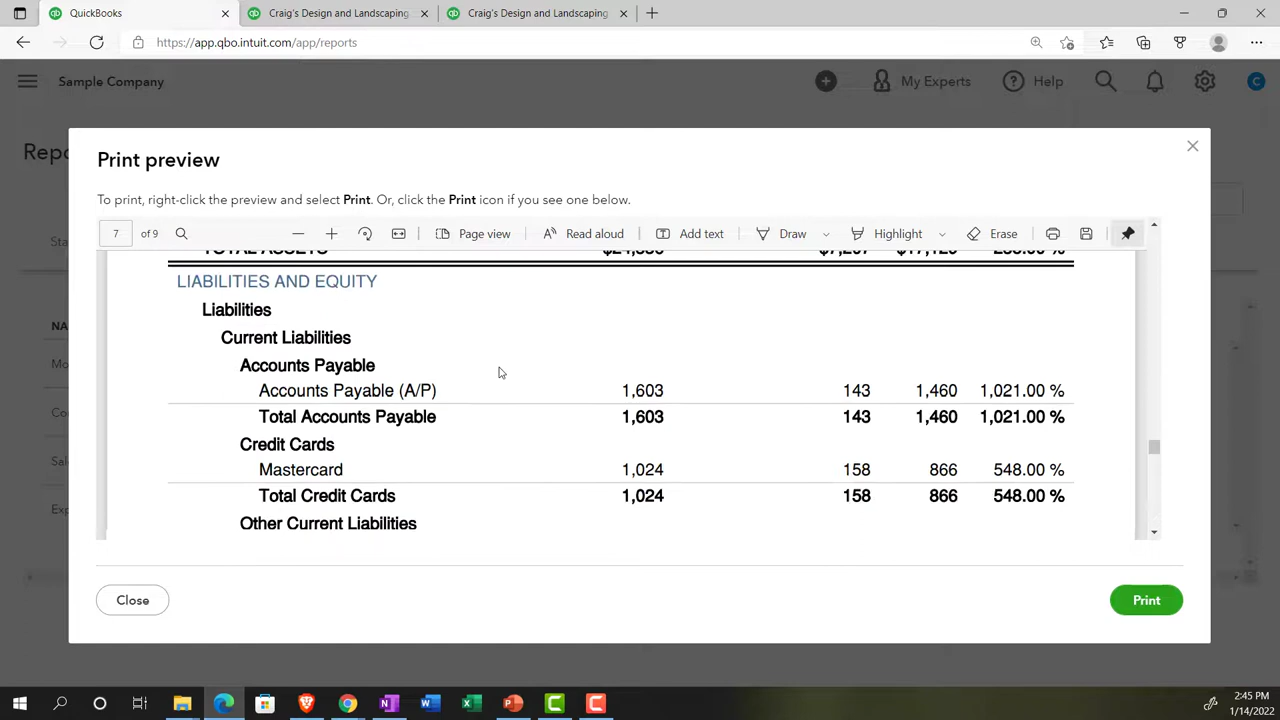 QuickBooks
Craig's Design and Landscaping
Craig's Design and Landscaping
https://app.qbo.intuit.com/app/reports
Sample Company
My Experts
Help
C
Print preview
To print, right-click the preview and select Print. Or, click the Print icon if you see one below.
7 of 9
Page view
Read aloud
Add text
Draw
Highlight
Erase
TOTAL ASSETS
LIABILITIES AND EQUITY
Liabilities
Current Liabilities
Accounts Payable
Accounts Payable (A/P) 1,603 143 1,460 1,021.00 %
Total Accounts Payable 1,603 143 1,460 1,021.00 %
Credit Cards
Mastercard 1,024 158 866 548.00 %
Total Credit Cards 1,024 158 866 548.00 %
Other Current Liabilities
Close
Print
2:45 PM
1/14/2022